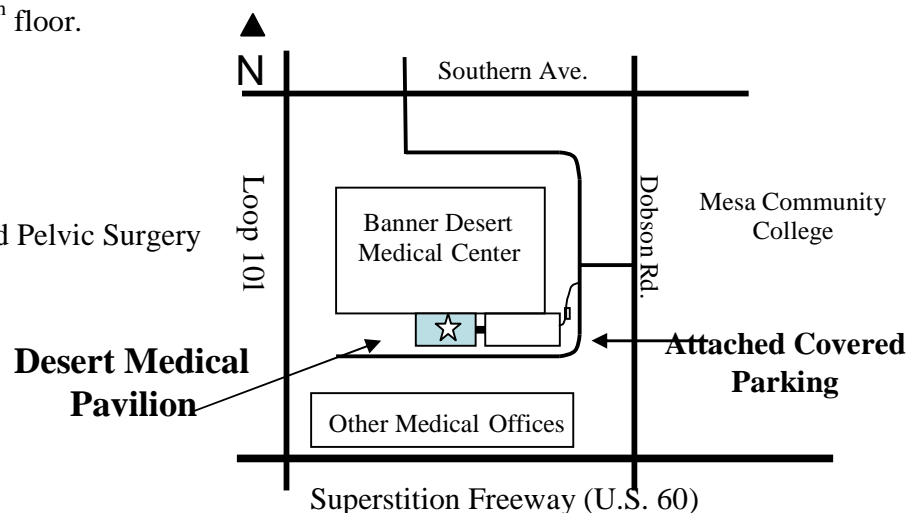 h floor.
N
Southern Ave.
Loop 101
Dobson Rd.
Mesa Community
College
Banner Desert
Medical Center
d Pelvic Surgery
Desert Medical
Pavilion
Attached Covered
Parking
Other Medical Offices
Superstition Freeway (U.S. 60)